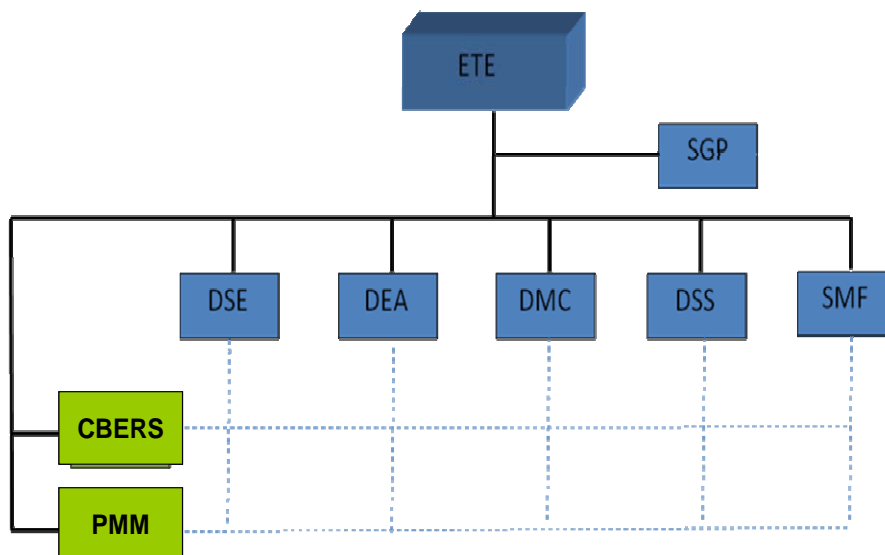 ETE
SGP
DSE
DEA
DMC
DSS
SMF
CBERS
PMM